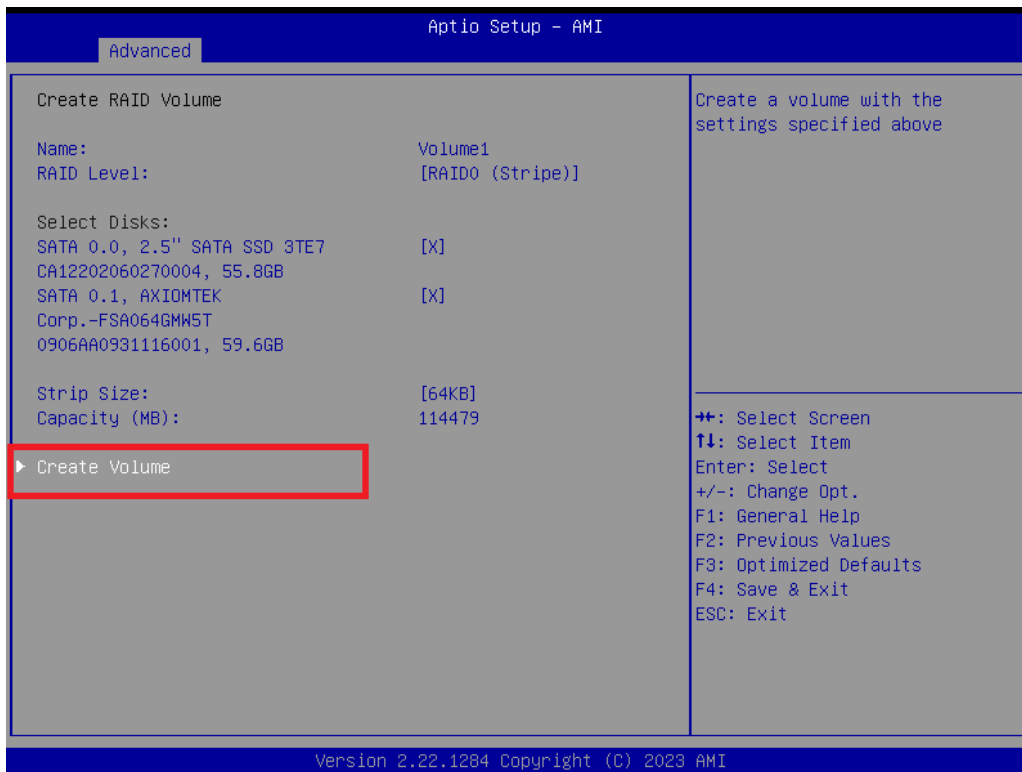 Aptio Setup – AMI
Advanced
Create RAID Volume
Name: Volume1
RAID Level: [RAID0 (Stripe)]
Select Disks:
SATA 0.0, 2.5" SATA SSD 3TE7 [X]
CA12202060270004, 55.8GB
SATA 0.1, AXIOMTEK [X]
Corp.-FSA064GMW5T
0906AA0931116001, 59.6GB
Strip Size: [64KB]
Capacity (MB): 114479
Create Volume
Create a volume with the
settings specified above
→←: Select Screen
↑↓: Select Item
Enter: Select
+/-: Change Opt.
F1: General Help
F2: Previous Values
F3: Optimized Defaults
F4: Save & Exit
ESC: Exit
Version 2.22.1284 Copyright (C) 2023 AMI